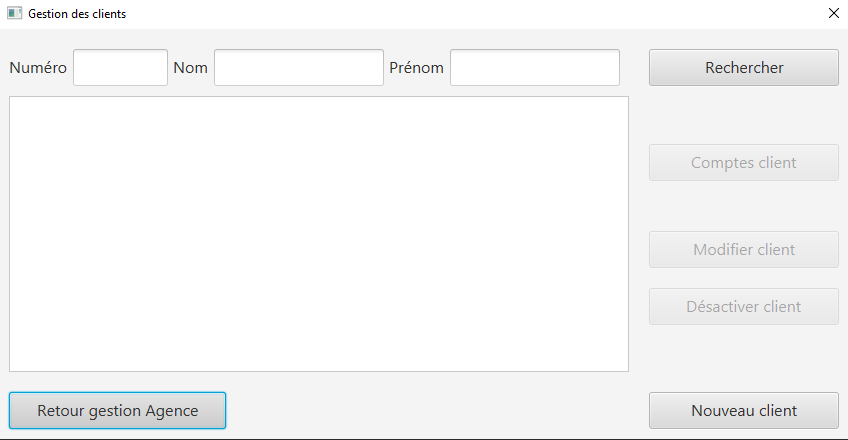 Gestion des clients
Numéro Nom Prénom Rechercher
Comptes client
Modifier client
Désactiver client
Retour gestion Agence Nouveau client